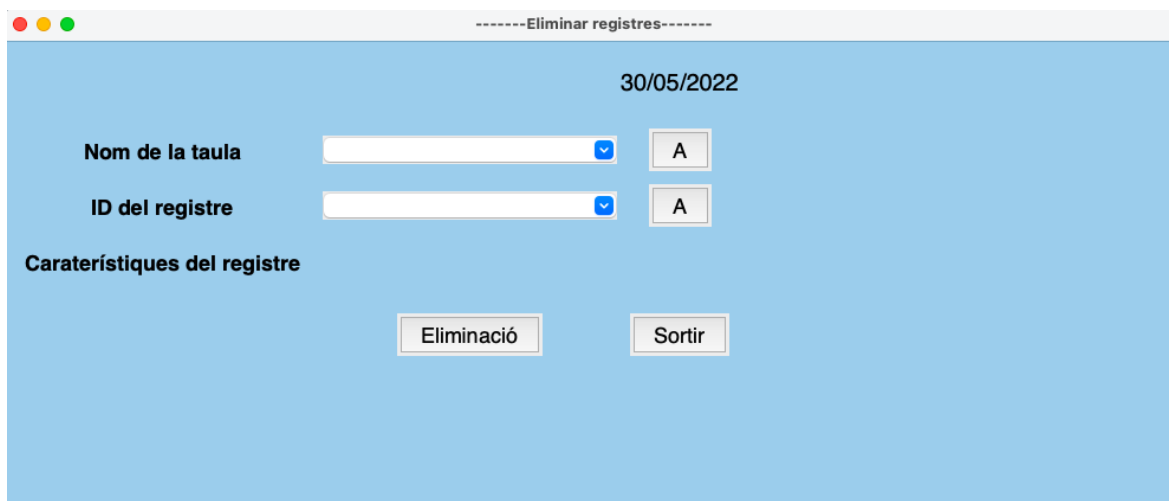 -------Eliminar registres-------
30/05/2022
Nom de la taula A
ID del registre A
Caraterístiques del registre
Eliminació Sortir